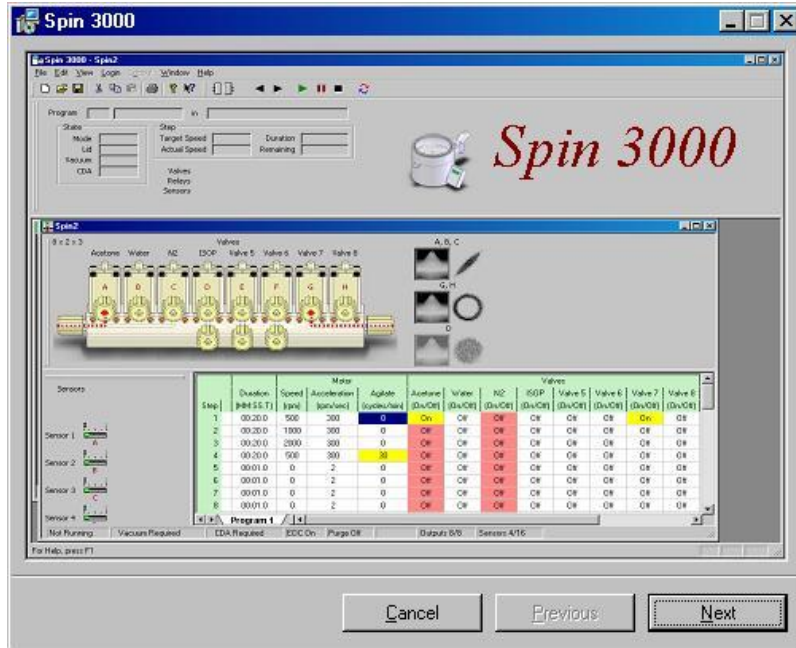 Spin 3000
Spin 3000 - Spin2
File Edit View Login Window Help
Program in
State Step
Mode Target Speed Duration
Lid Actual Speed Remaining
Vacuum Valves
CDA Relays
Sensors
Spin 3000
Spin2
8 x 2 x 3 Valves A, B, C
Acetone Water N2 ISOP Valve 5 Valve 6 Valve 7 Valve 8
A B C D E F G H
G, H
D
Sensors
Sensor 1
A
Sensor 2
B
Sensor 3
C
Sensor 4
Motor Valves
Duration Speed Acceleration Agitate Acetone Water N2 ISOP Valve 5 Valve 6 Valve 7 Valve 8
Step (MM:SS.T) (rpm) (rpm/sec) (cycles/min) (On/Off) (On/Off) (On/Off) (On/Off) (On/Off) (On/Off) (On/Off) (On/Off)
1 00:20.0 500 300 0 On Off Off Off Off Off On Off
2 00:20.0 1000 300 0 Off Off Off Off Off Off Off Off
3 00:20.0 2000 300 0 Off Off Off Off Off Off Off Off
4 00:20.0 500 300 30 Off Off Off Off Off Off Off Off
5 00:01.0 0 2 0 Off Off Off Off Off Off Off Off
6 00:01.0 0 2 0 Off Off Off Off Off Off Off Off
7 00:01.0 0 2 0 Off Off Off Off Off Off Off Off
8 00:01.0 0 2 0 Off Off Off Off Off Off Off Off
Program 1
Not Running Vacuum Required CDA Required EOC On Purge Off Outputs 8/8 Sensors 4/16
For Help, press F1
Cancel Previous Next